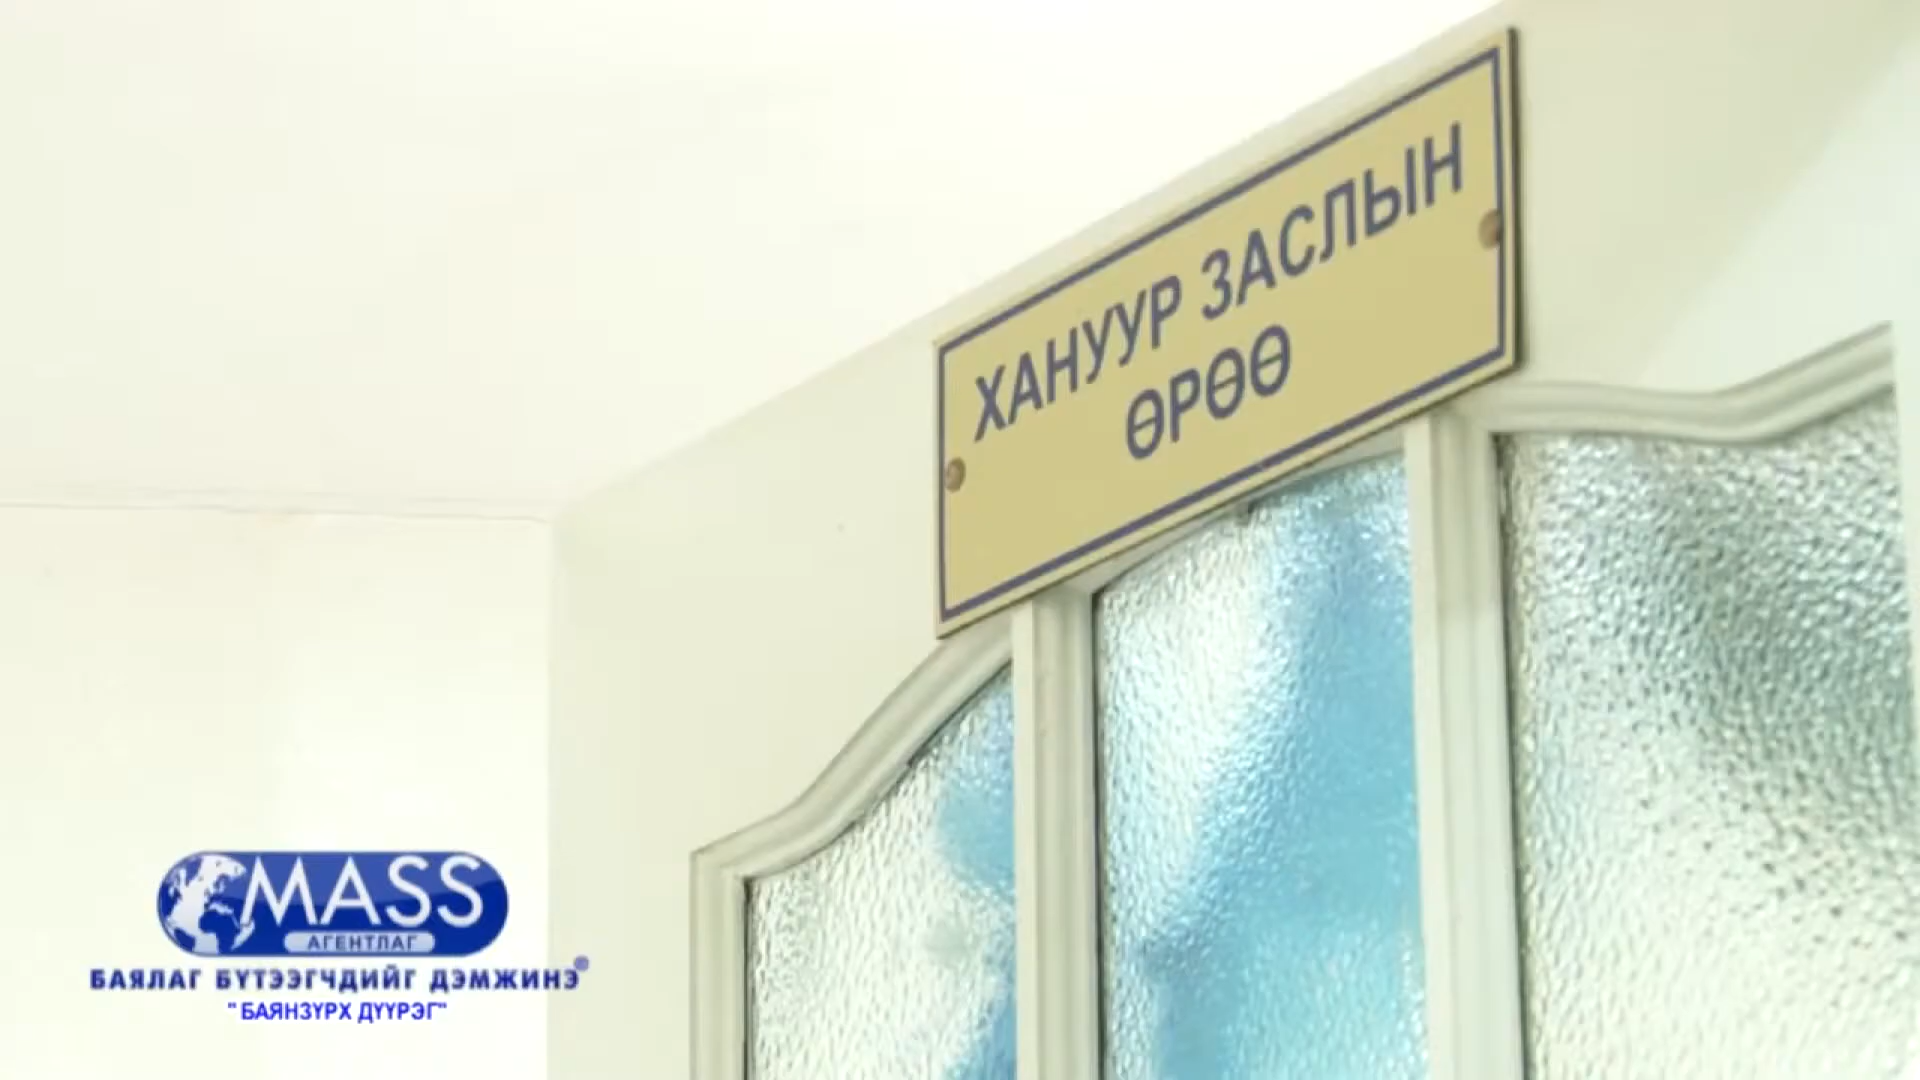 ХАНУУР ЗАСЛЫН
ӨРӨӨ
MASS
АГЕНТЛАГ
БАЯЛАГ БҮТЭЭГЧДИЙГ ДЭМЖИНЭ
"БАЯНЗҮРХ ДҮҮРЭГ"